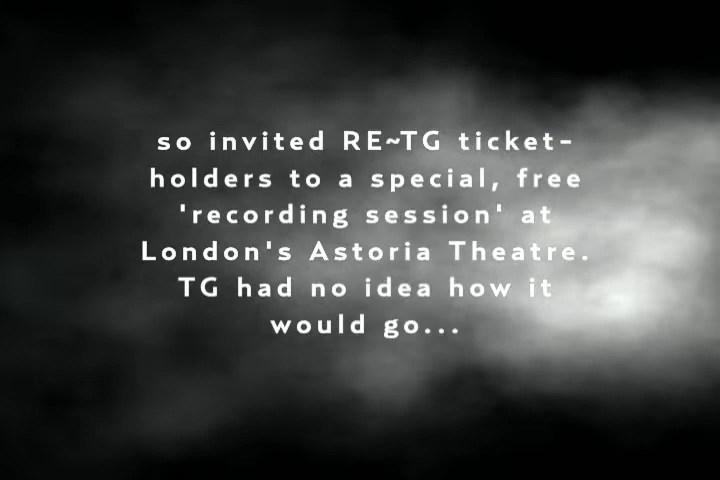 so invited RE~TG ticket-
holders to a special, free
'recording session' at
London's Astoria Theatre.
TG had no idea how it
would go...